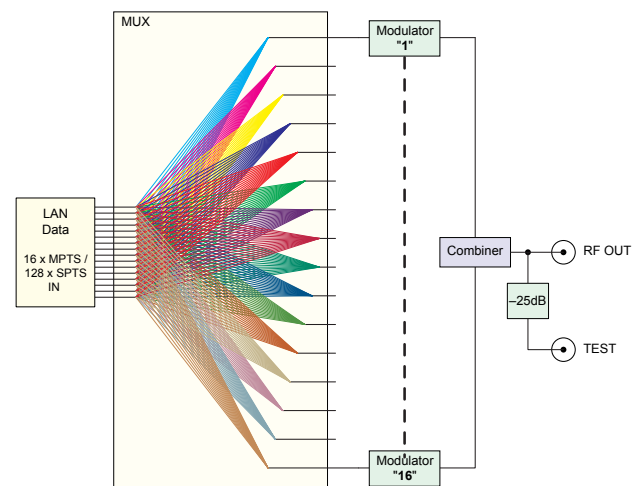 MUX
Modulator
"1"
LAN
Data
16 x MPTS /
128 x SPTS
IN
Combiner
RF OUT
–25dB
TEST
Modulator
"16"